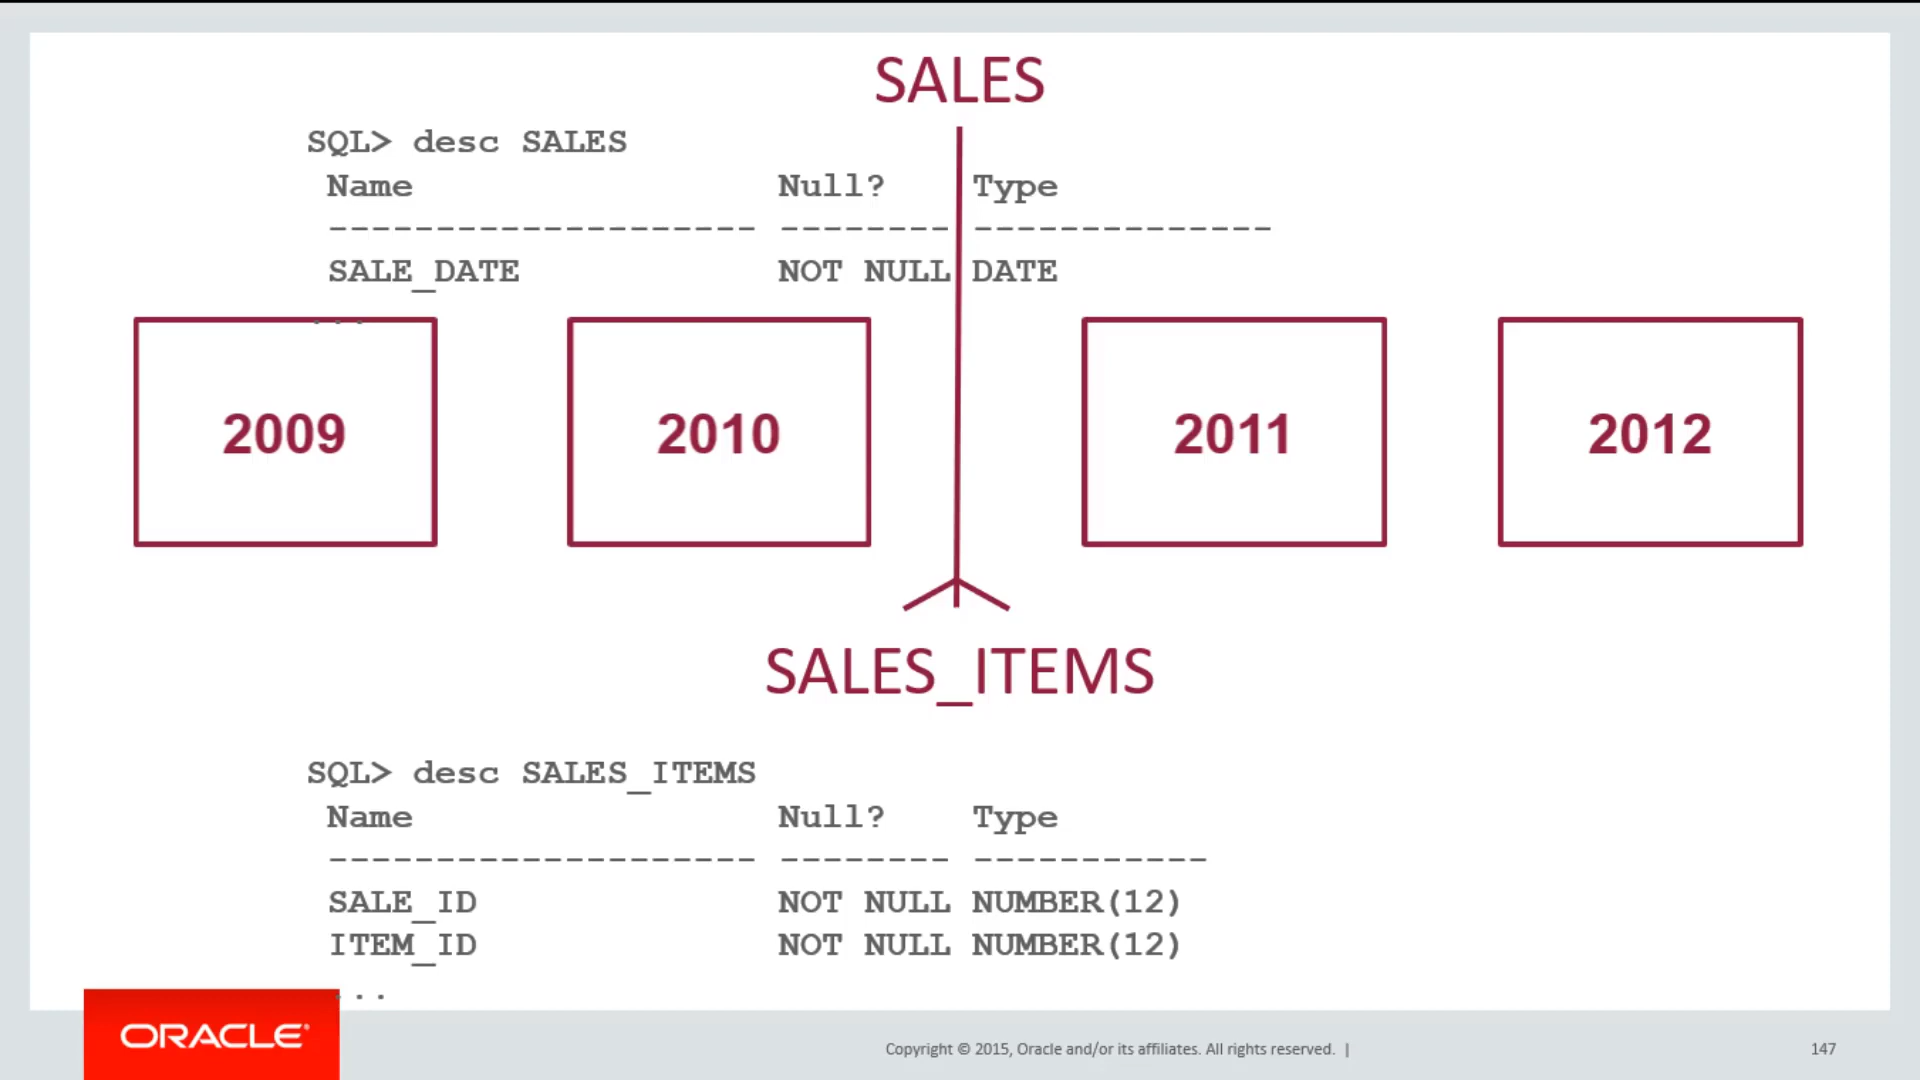 SALES
SQL> desc SALES
Name Null? Type
-------------------- -------- --------------
SALE_DATE NOT NULL DATE
...
2009 2010 2011 2012
SALES_ITEMS
SQL> desc SALES_ITEMS
Name Null? Type
-------------------- -------- -----------
SALE_ID NOT NULL NUMBER(12)
ITEM_ID NOT NULL NUMBER(12)
...
ORACLE®
Copyright © 2015, Oracle and/or its affiliates. All rights reserved. |
147